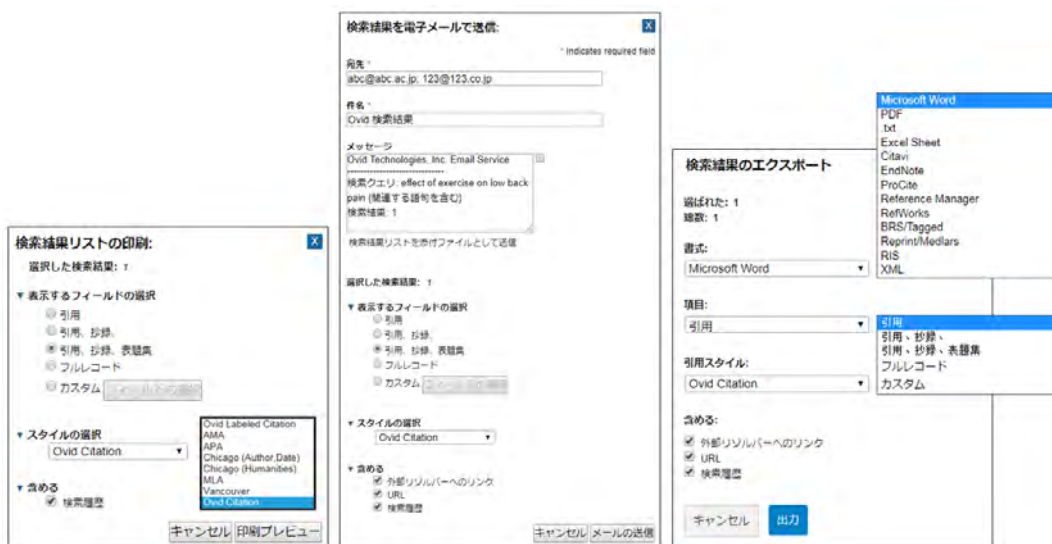 検索結果リストの印刷:
X
選択した検索結果: 1
▼ 表示するフィールドの選択
引用
引用、抄録、
引用、抄録、表題集
フルレコード
カスタム フィールドの選択
▼ スタイルの選択
Ovid Citation
Ovid Labeled Citation
AMA
APA
Chicago (Author,Date)
Chicago (Humanities)
MLA
Vancouver
Ovid Citation
▼ 含める
検索履歴
キャンセル 印刷プレビュー
検索結果を電子メールで送信:
X
* Indicates required field
宛先 *
abc@abc.ac.jp; 123@123.co.jp
件名 *
Ovid 検索結果
メッセージ
Ovid Technologies, Inc. Email Service
------------------------------
検索クエリ: effect of exercise on low back
pain (関連する語句を含む)
検索結果: 1
検索結果リストを添付ファイルとして送信
選択した検索結果: 1
▼ 表示するフィールドの選択
引用
引用、抄録、
引用、抄録、表題集
フルレコード
カスタム フィールドの選択
▼ スタイルの選択
Ovid Citation
▼ 含める
外部リゾルバーへのリンク
URL
検索履歴
キャンセル メールの送信
検索結果のエクスポート
選ばれた: 1
総数: 1
書式:
Microsoft Word
Microsoft Word
PDF
.txt
Excel Sheet
Citavi
EndNote
ProCite
Reference Manager
RefWorks
BRS/Tagged
Reprint/Medlars
RIS
XML
項目:
引用
引用
引用、抄録、
引用、抄録、表題集
フルレコード
カスタム
引用スタイル:
Ovid Citation
含める:
外部リゾルバーへのリンク
URL
検索履歴
キャンセル 出力